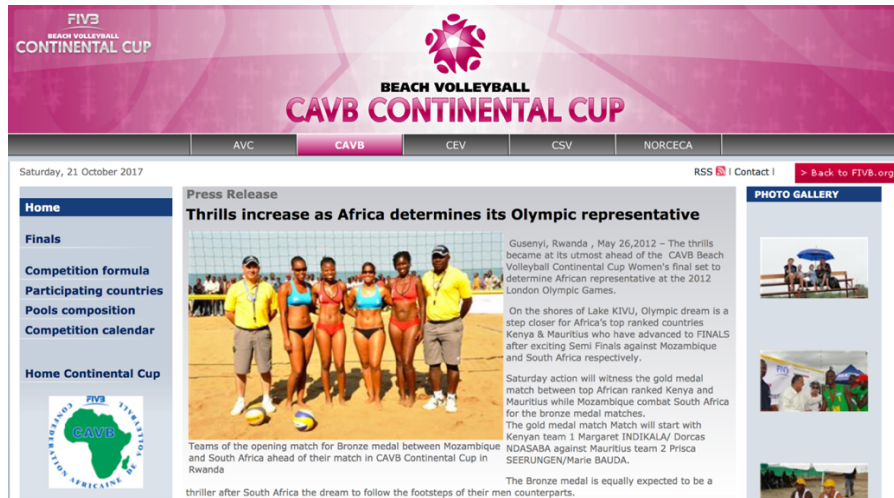 FIVB
BEACH VOLLEYBALL
CONTINENTAL CUP
BEACH VOLLEYBALL
CAVB CONTINENTAL CUP
AVC
CAVB
CEV
CSV
NORCECA
Saturday, 21 October 2017
RSS | Contact |
> Back to FIVB.org
Home
Finals
Competition formula
Participating countries
Pools composition
Competition calendar
Home Continental Cup
FIVB
CAVB
CONFEDERATION AFRICAINE DE VOLLEYBALL
Press Release
Thrills increase as Africa determines its Olympic representative
Gusenyi, Rwanda , May 26,2012 – The thrills
became at its utmost ahead of the  CAVB Beach
Volleyball Continental Cup Women's final set to
determine African representative at the 2012
London Olympic Games.
On the shores of Lake KIVU, Olympic dream is a
step closer for Africa's top ranked countries
Kenya & Mauritius who have advanced to FINALS
after exciting Semi Finals against Mozambique
and South Africa respectively.
Saturday action will witness the gold medal
match between top African ranked Kenya and
Mauritius while Mozambique combat South Africa
for the bronze medal matches.
The gold medal match Match will start with
Kenyan team 1 Margaret INDIKALA/ Dorcas
NDASABA against Mauritius team 2 Prisca
SEERUNGEN/Marie BAUDA.
The Bronze medal is equally expected to be a
thriller after South Africa the dream to follow the footsteps of their men counterparts.
Teams of the opening match for Bronze medal between Mozambique
and South Africa ahead of their match in CAVB Continental Cup in
Rwanda
PHOTO GALLERY
FIVB